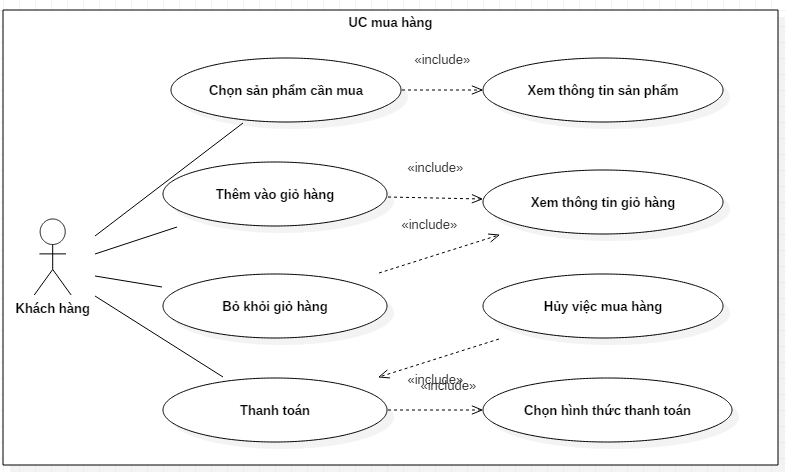 UC mua hàng
«include»
Chọn sản phẩm cần mua
Xem thông tin sản phẩm
«include»
Thêm vào giỏ hàng
Xem thông tin giỏ hàng
«include»
Khách hàng
Bỏ khỏi giỏ hàng
Hủy việc mua hàng
«include»
«include»
Thanh toán
Chọn hình thức thanh toán